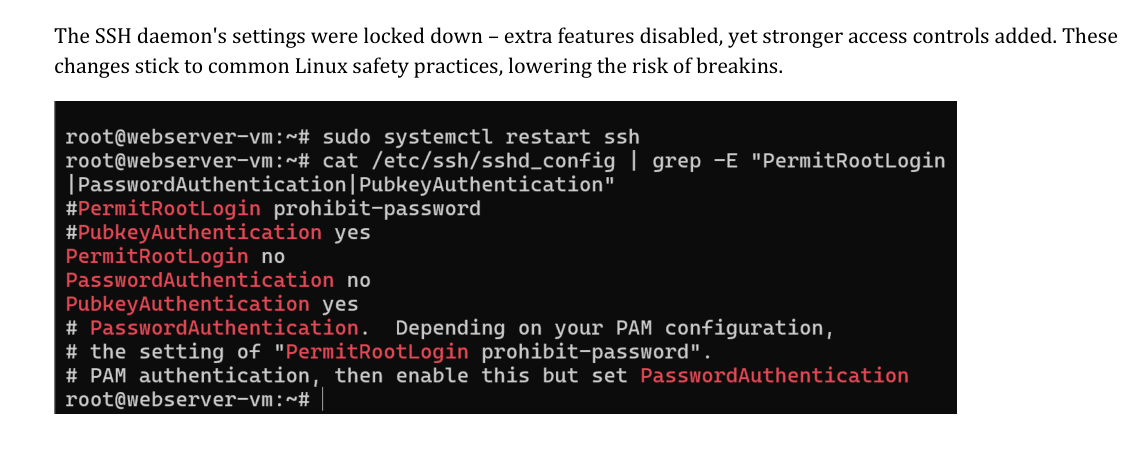 The SSH daemon's settings were locked down – extra features disabled, yet stronger access controls added. These
changes stick to common Linux safety practices, lowering the risk of breakins.
root@webserver-vm:~# sudo systemctl restart ssh
root@webserver-vm:~# cat /etc/ssh/sshd_config | grep -E "PermitRootLogin
|PasswordAuthentication|PubkeyAuthentication"
#PermitRootLogin prohibit-password
#PubkeyAuthentication yes
PermitRootLogin no
PasswordAuthentication no
PubkeyAuthentication yes
# PasswordAuthentication.  Depending on your PAM configuration,
# the setting of "PermitRootLogin prohibit-password".
# PAM authentication, then enable this but set PasswordAuthentication
root@webserver-vm:~#